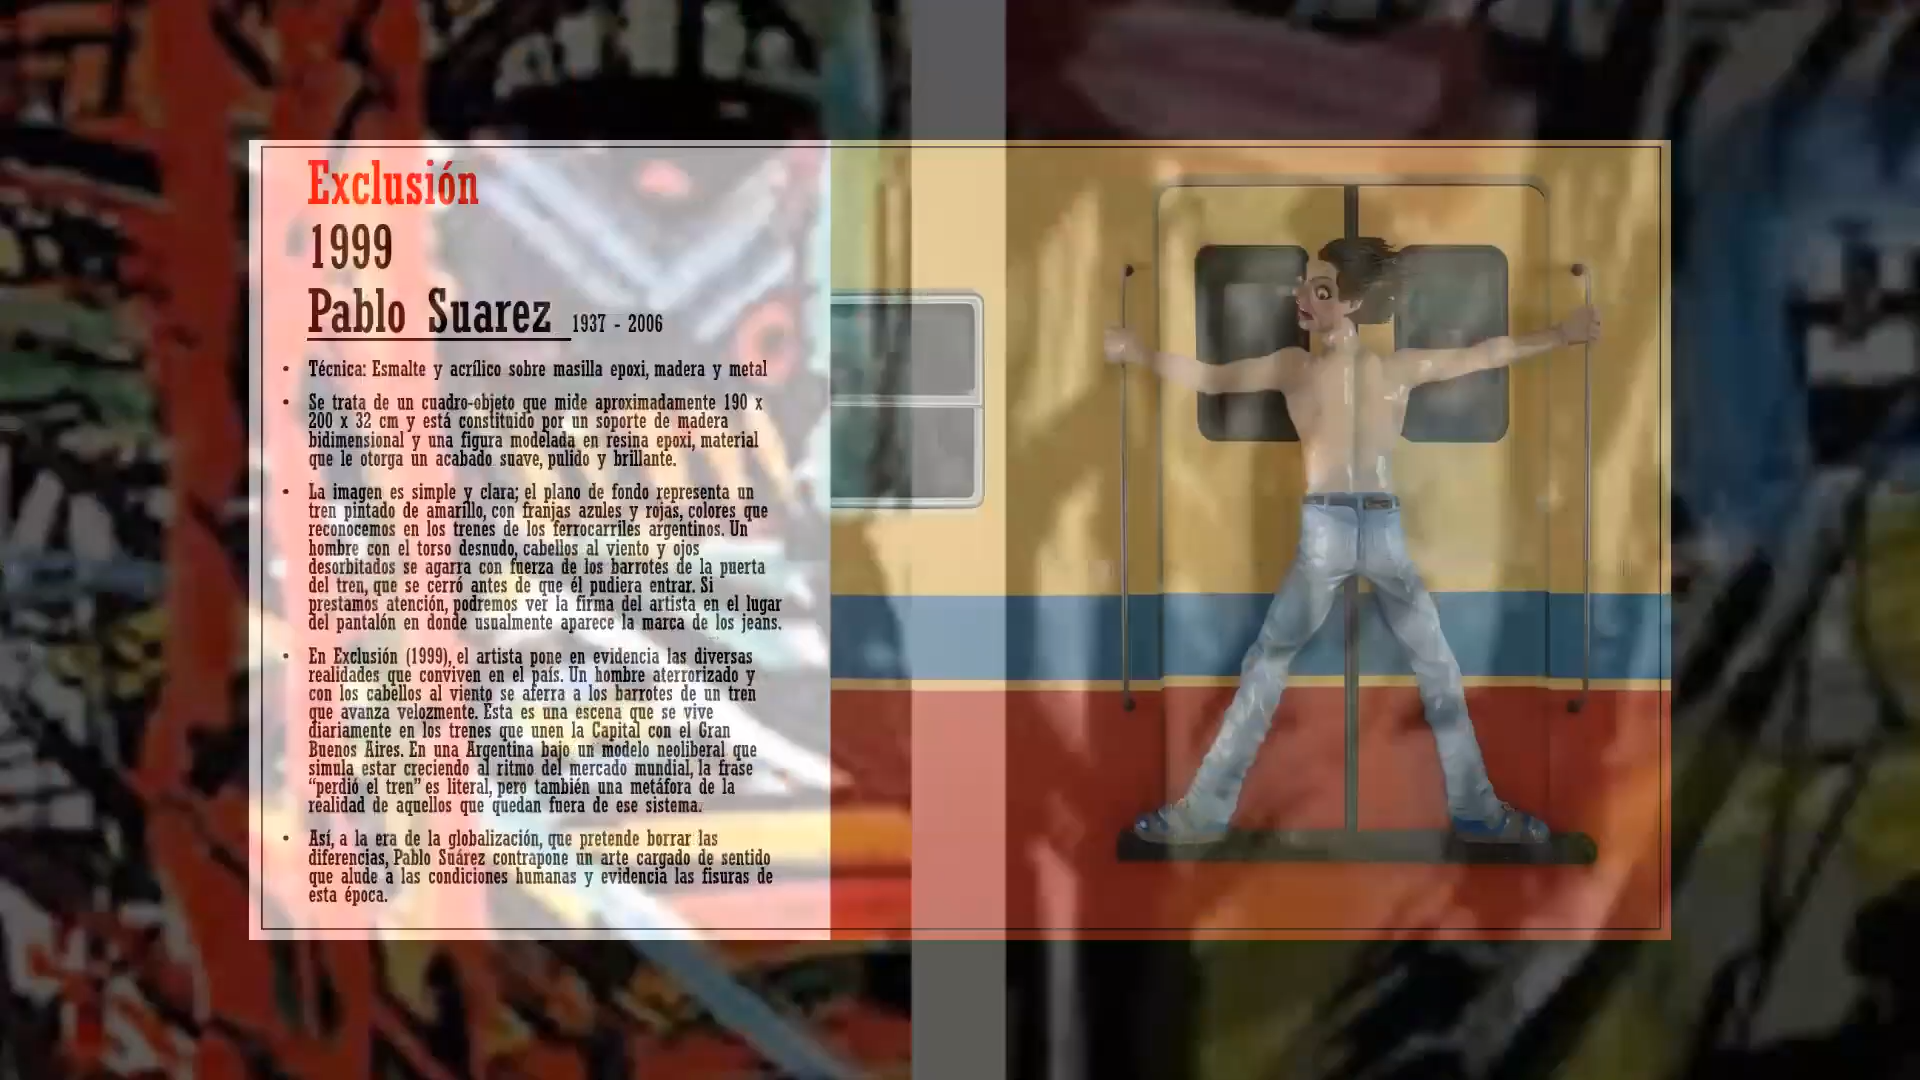 Exclusión
1999
Pablo Suarez 1937 - 2006
• Técnica: Esmalte y acrílico sobre masilla epoxi, madera y metal
• Se trata de un cuadro-objeto que mide aproximadamente 190 x
200 x 32 cm y está constituido por un soporte de madera
bidimensional y una figura modelada en resina epoxi, material
que le otorga un acabado suave, pulido y brillante.
• La imagen es simple y clara; el plano de fondo representa un
tren pintado de amarillo, con franjas azules y rojas, colores que
reconocemos en los trenes de los ferrocarriles argentinos. Un
hombre con el torso desnudo, cabellos al viento y ojos
desorbitados se agarra con fuerza de los barrotes de la puerta
del tren, que se cerró antes de que él pudiera entrar. Si
prestamos atención, podremos ver la firma del artista en el lugar
del pantalón en donde usualmente aparece la marca de los jeans.
• En Exclusión (1999), el artista pone en evidencia las diversas
realidades que conviven en el país. Un hombre aterrorizado y
con los cabellos al viento se aferra a los barrotes de un tren
que avanza velozmente. Esta es una escena que se vive
diariamente en los trenes que unen la Capital con el Gran
Buenos Aires. En una Argentina bajo un modelo neoliberal que
simula estar creciendo al ritmo del mercado mundial, la frase
“perdió el tren” es literal, pero también una metáfora de la
realidad de aquellos que quedan fuera de ese sistema.
• Así, a la era de la globalización, que pretende borrar las
diferencias, Pablo Suárez contrapone un arte cargado de sentido
que alude a las condiciones humanas y evidencia las fisuras de
esta época.